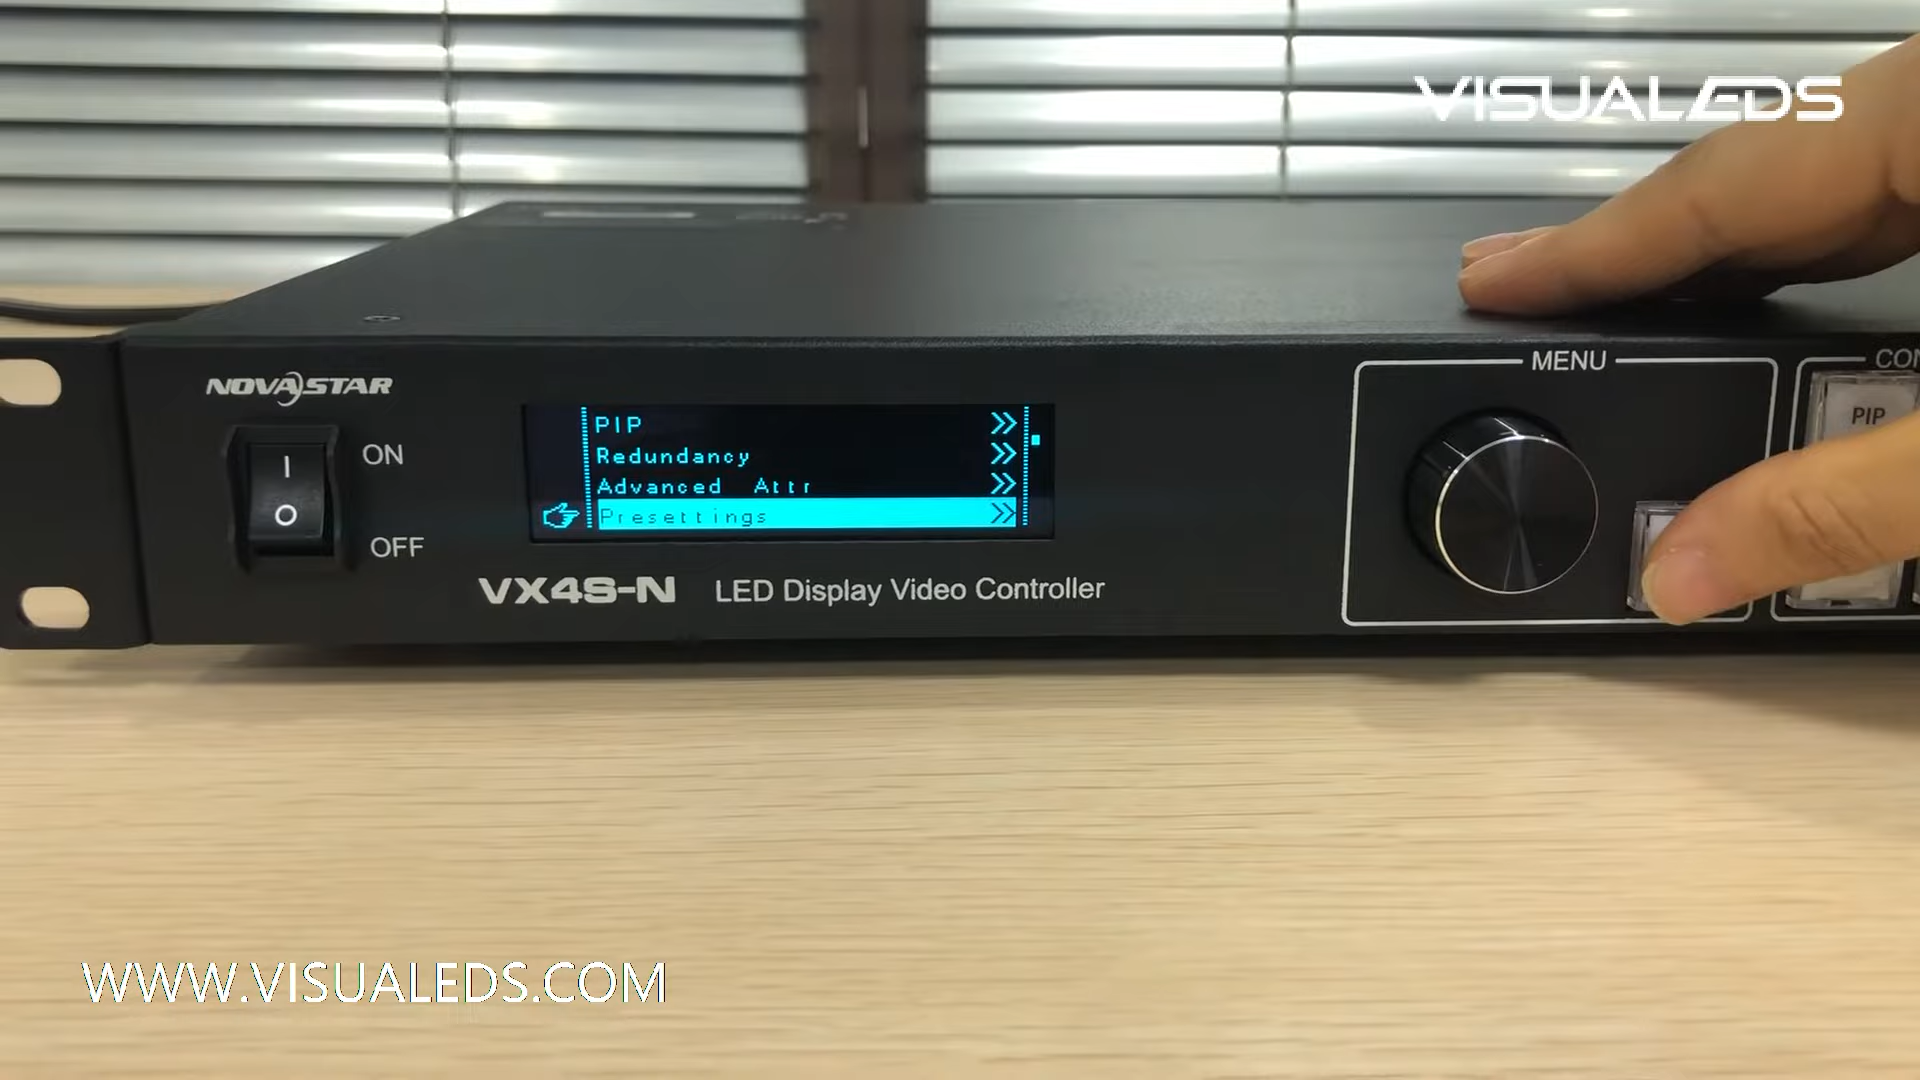 VISUALEDS
MENU
CON
NOVASTAR
PIP
ON
OFF
PIP
Redundancy
Advanced Attr
Presettings
VX4S-N LED Display Video Controller
WWW.VISUALEDS.COM